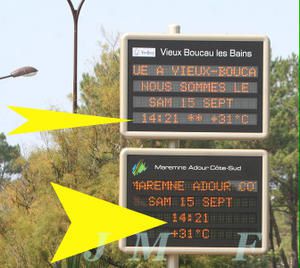 Vieux Boucau les Bains
UE A VIEUX-BOUCA
NOUS SOMMES LE
SAM 15 SEPT
14:21 ** +31°C
Maremne Adour Côte-Sud
MAREMNE ADOUR CO
SAM 15 SEPT
14:21
+31°C
J M F